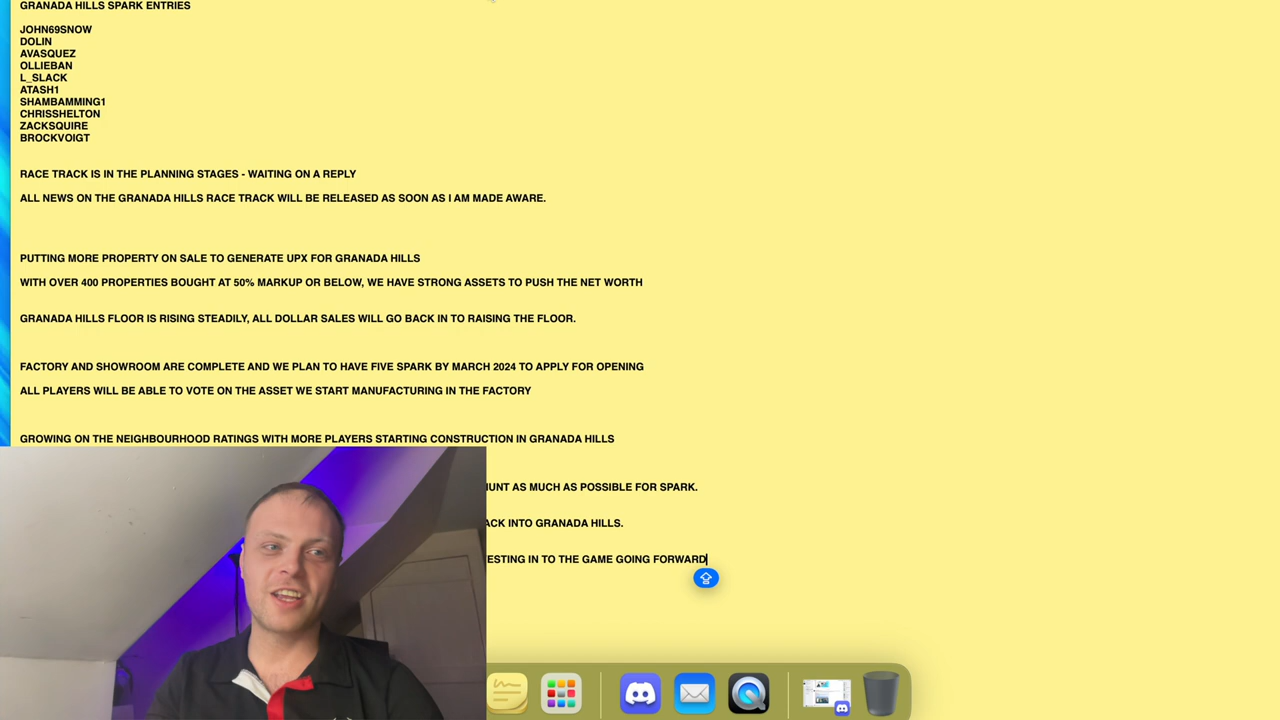 GRANADA HILLS SPARK ENTRIES
JOHN69SNOW
DOLIN
AVASQUEZ
OLLIEBAN
L_SLACK
ATASH1
SHAMBAMMING1
CHRISSHELTON
ZACKSQUIRE
BROCKVOIGT
RACE TRACK IS IN THE PLANNING STAGES - WAITING ON A REPLY
ALL NEWS ON THE GRANADA HILLS RACE TRACK WILL BE RELEASED AS SOON AS I AM MADE AWARE.
PUTTING MORE PROPERTY ON SALE TO GENERATE UPX FOR GRANADA HILLS
WITH OVER 400 PROPERTIES BOUGHT AT 50% MARKUP OR BELOW, WE HAVE STRONG ASSETS TO PUSH THE NET WORTH
GRANADA HILLS FLOOR IS RISING STEADILY, ALL DOLLAR SALES WILL GO BACK IN TO RAISING THE FLOOR.
FACTORY AND SHOWROOM ARE COMPLETE AND WE PLAN TO HAVE FIVE SPARK BY MARCH 2024 TO APPLY FOR OPENING
ALL PLAYERS WILL BE ABLE TO VOTE ON THE ASSET WE START MANUFACTURING IN THE FACTORY
GROWING ON THE NEIGHBOURHOOD RATINGS WITH MORE PLAYERS STARTING CONSTRUCTION IN GRANADA HILLS
AS MUCH AS POSSIBLE FOR SPARK.
INTO GRANADA HILLS.
IN TO THE GAME GOING FORWARD